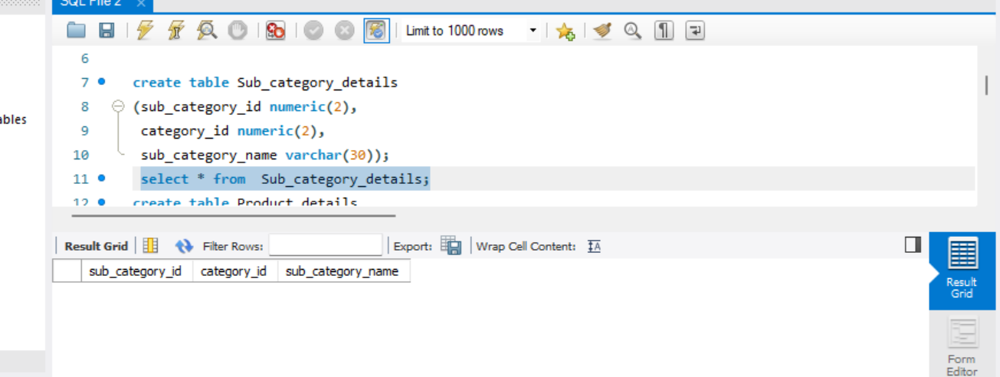 SQL File 2 ×
Limit to 1000 rows
ables
6
7 create table Sub_category_details
8 (sub_category_id numeric(2),
9 category_id numeric(2),
10 sub_category_name varchar(30));
11 select * from  Sub_category_details;
12 create table Product_details
Result Grid Filter Rows: Export: Wrap Cell Content:
sub_category_id category_id sub_category_name
Result
Grid
Form
Editor